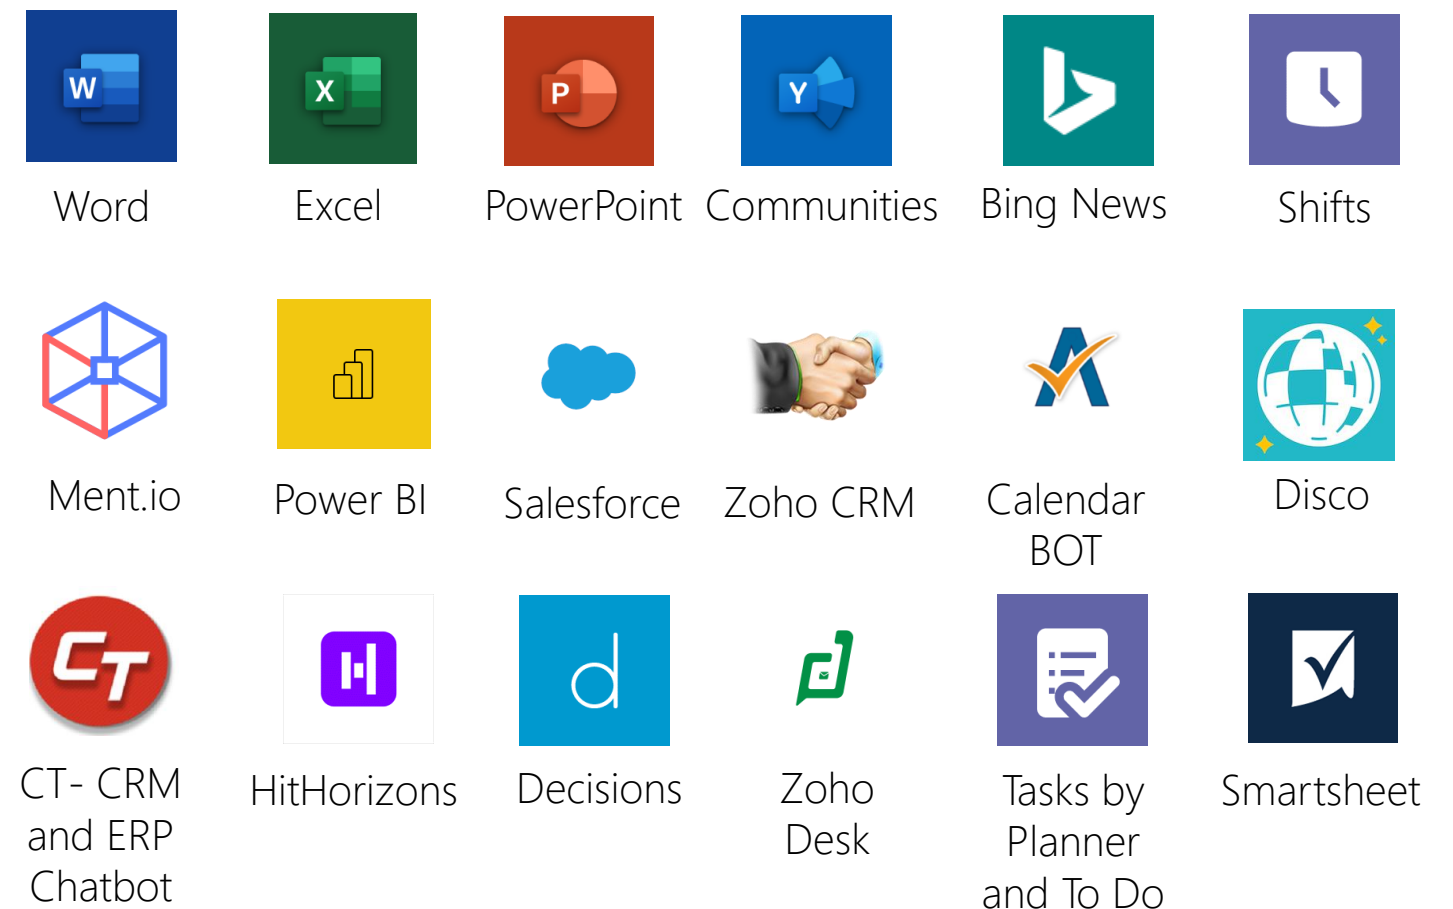 W X P Y
Word Excel PowerPoint Communities Bing News Shifts
Ment.io Power BI Salesforce Zoho CRM Calendar BOT Disco
CT
d
CT- CRM and ERP Chatbot
HitHorizons
Decisions
Zoho Desk
Tasks by Planner and To Do
Smartsheet